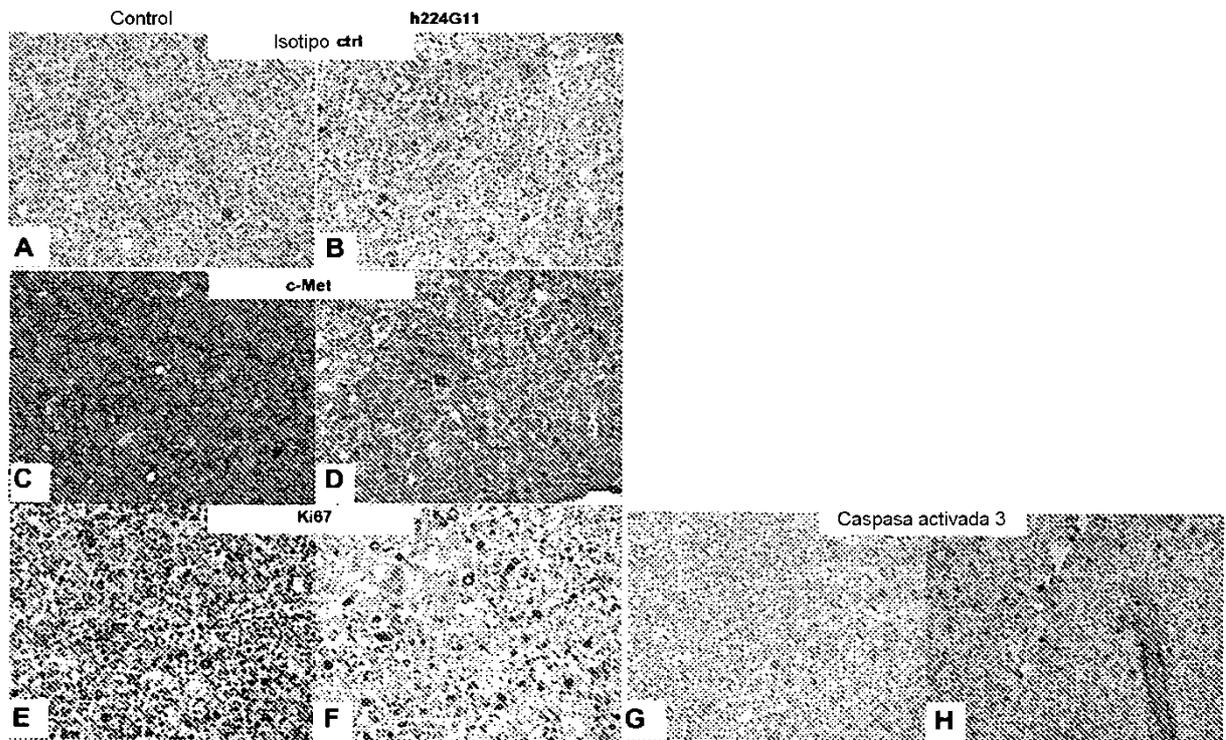 Control
h224G11
Isotipo ctrl
A
B
c-Met
C
D
Ki67
Caspasa activada 3
E
F
G
H